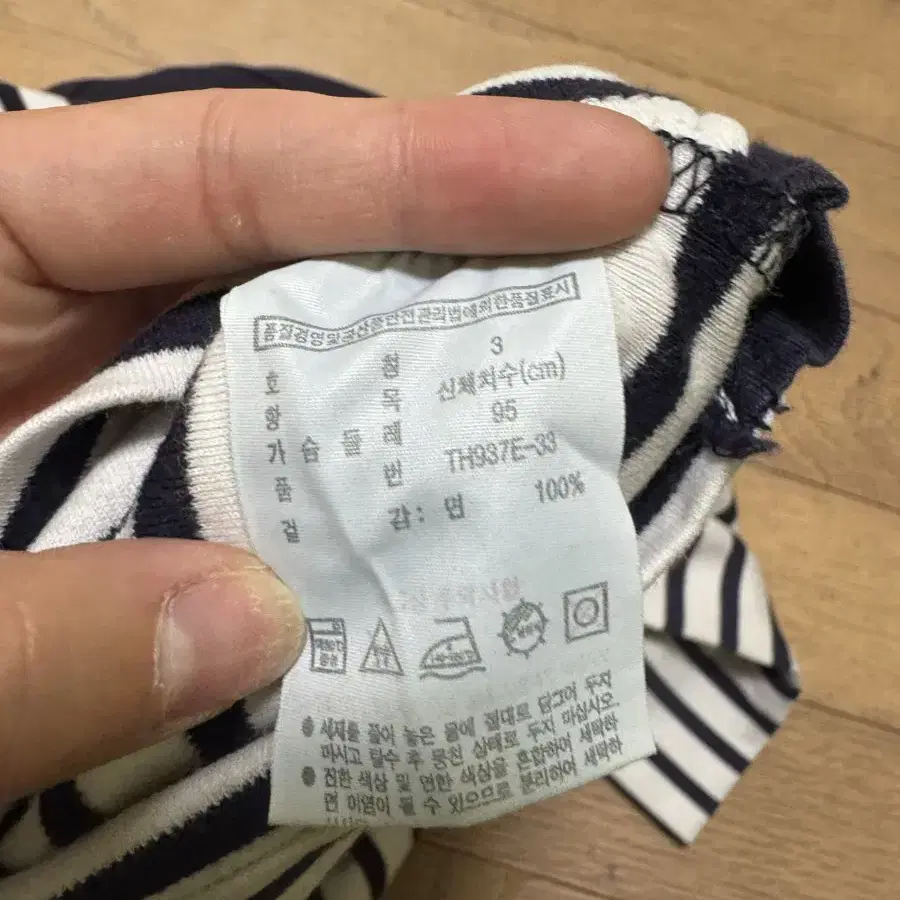 품질경영및공산품안전관리법에의한품질표시
호 형 3
항 목 신체치수(cm)
가 슴 둘 레 95
품 번 TH937E-33
겉 감 : 면 100%
● 세제를 풀어 놓은 물에 절대로 담그어 두지
마시고 탈수 후 뭉친 상태로 두지 마십시오.
● 진한 색상 및 연한 색상을 혼합하여 세탁하
면 이염이 될 수 있으므로 분리하여 세탁하